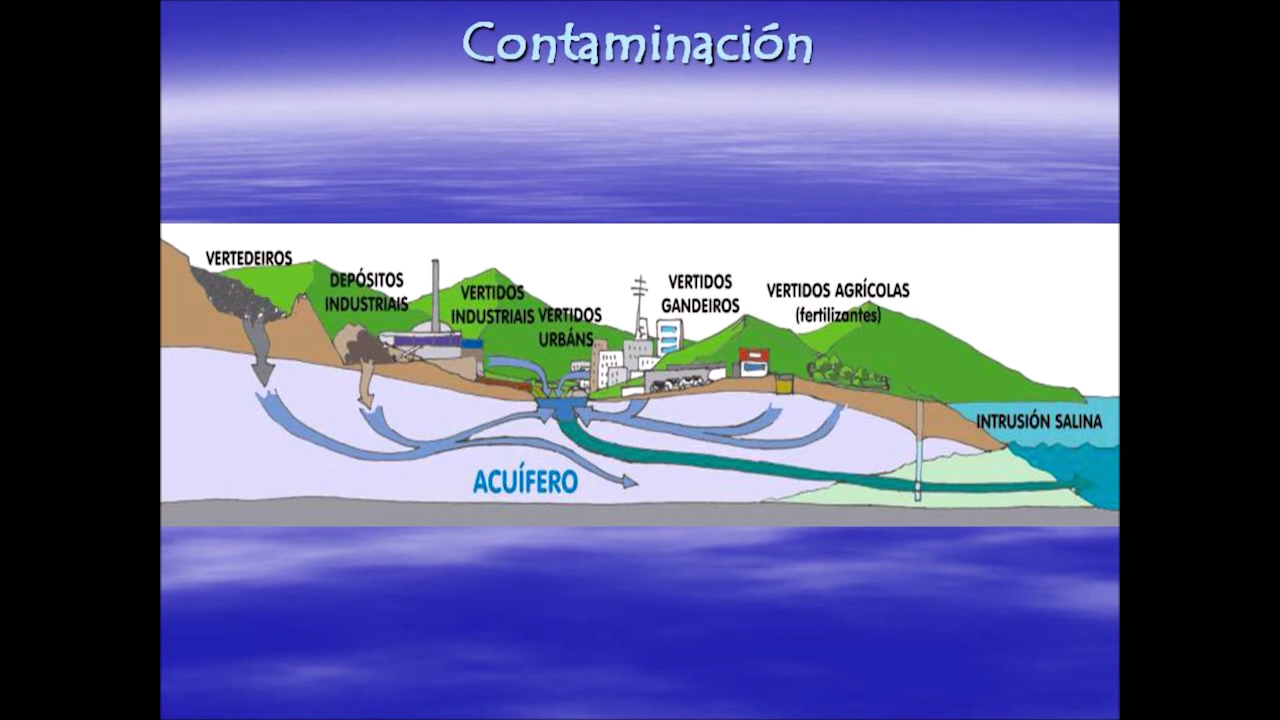 Contaminación
VERTEDEIROS
DEPÓSITOS
INDUSTRIAIS
VERTIDOS
INDUSTRIAIS
VERTIDOS
URBÁNS
VERTIDOS
GANDEIROS
VERTIDOS AGRÍCOLAS
(fertilizantes)
INTRUSIÓN SALINA
ACUÍFERO